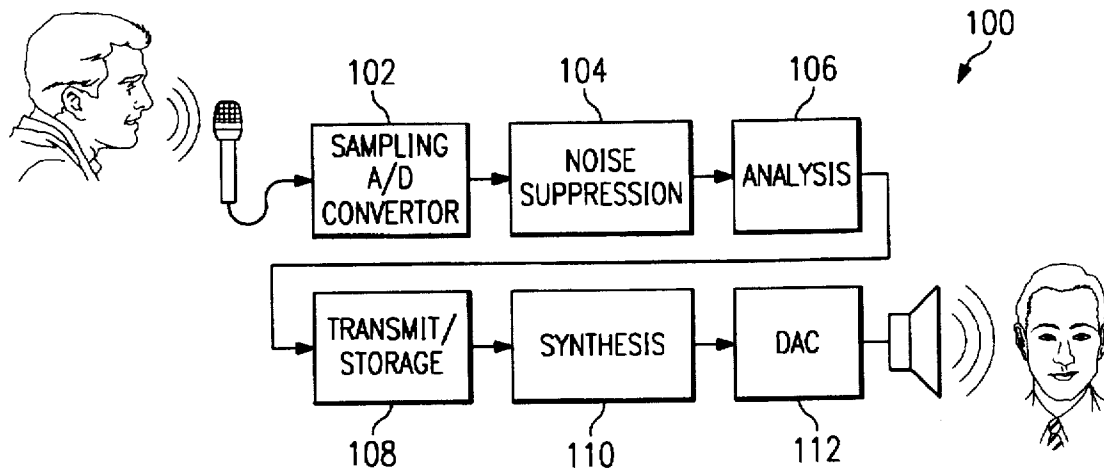 100
102
104
106
SAMPLING
A/D
CONVERTOR
NOISE
SUPPRESSION
ANALYSIS
TRANSMIT/
STORAGE
SYNTHESIS
DAC
108
110
112